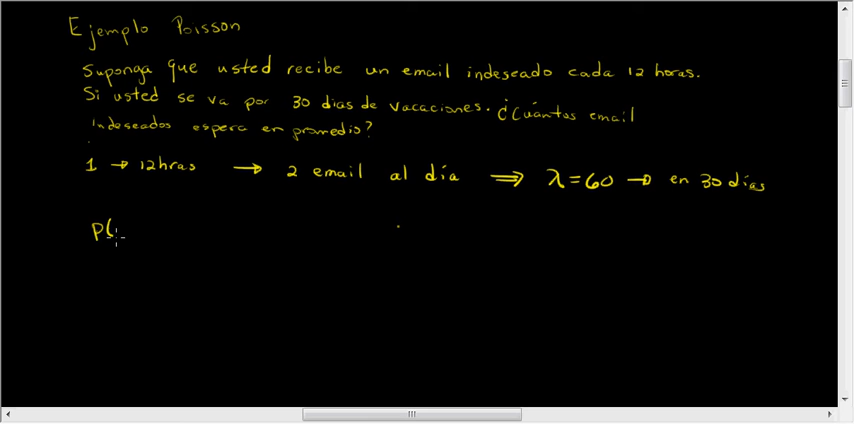 Ejemplo Poisson
Suponga que usted recibe un email indeseado cada 12 horas.
Si usted se va por 30 dias de vacaciones. ¿Cuántos email
indeseados espera en promedio?
1 → 12hras → 2 email al día ⟹ λ=60 → en 30 días
P(